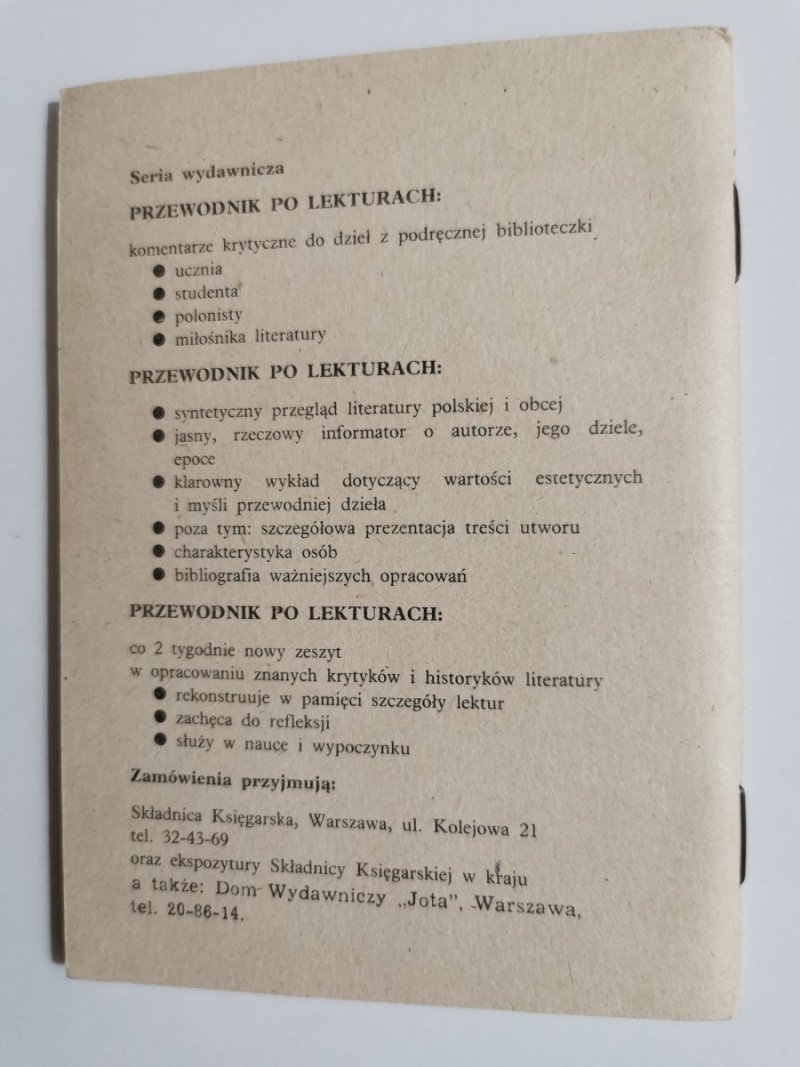 Seria wydawnicza
PRZEWODNIK PO LEKTURACH:
komentarze krytyczne do dzieł z podręcznej biblioteczki
● ucznia
● studenta
● polonisty
● miłośnika literatury
PRZEWODNIK PO LEKTURACH:
● syntetyczny przegląd literatury polskiej i obcej
● jasny, rzeczowy informator o autorze, jego dziele,
epoce
● klarowny wykład dotyczący wartości estetycznych
i myśli przewodniej dzieła
● poza tym: szczegółowa prezentacja treści utworu
● charakterystyka osób
● bibliografia ważniejszych opracowań
PRZEWODNIK PO LEKTURACH:
co 2 tygodnie nowy zeszyt
w opracowaniu znanych krytyków i historyków literatury
● rekonstruuje w pamięci szczegóły lektur
● zachęca do refleksji
● służy w nauce i wypoczynku
Zamówienia przyjmują:
Składnica Księgarska, Warszawa, ul. Kolejowa 21
tel. 32-43-69
oraz ekspozytury Składnicy Księgarskiej w kraju
a także: Dom Wydawniczy „Jota”, Warszawa,
tel. 20-86-14.